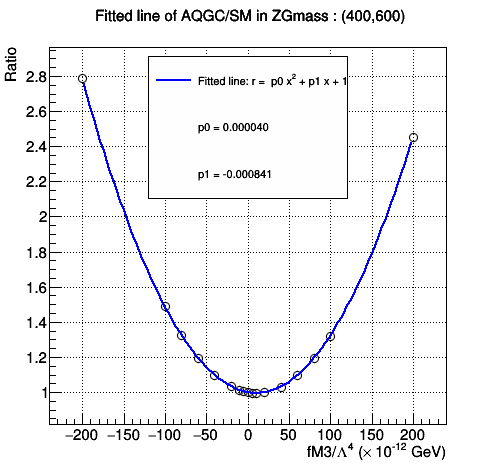 Fitted line of AQGC/SM in ZGmass : (400,600)
Ratio
Fitted line: r = p0 x² + p1 x + 1
p0 = 0.000040
p1 = -0.000841
2.8
2.6
2.4
2.2
2
1.8
1.6
1.4
1.2
1
−200 −150 −100 −50 0 50 100 150 200
fM3/Λ⁴ (× 10⁻¹² GeV)